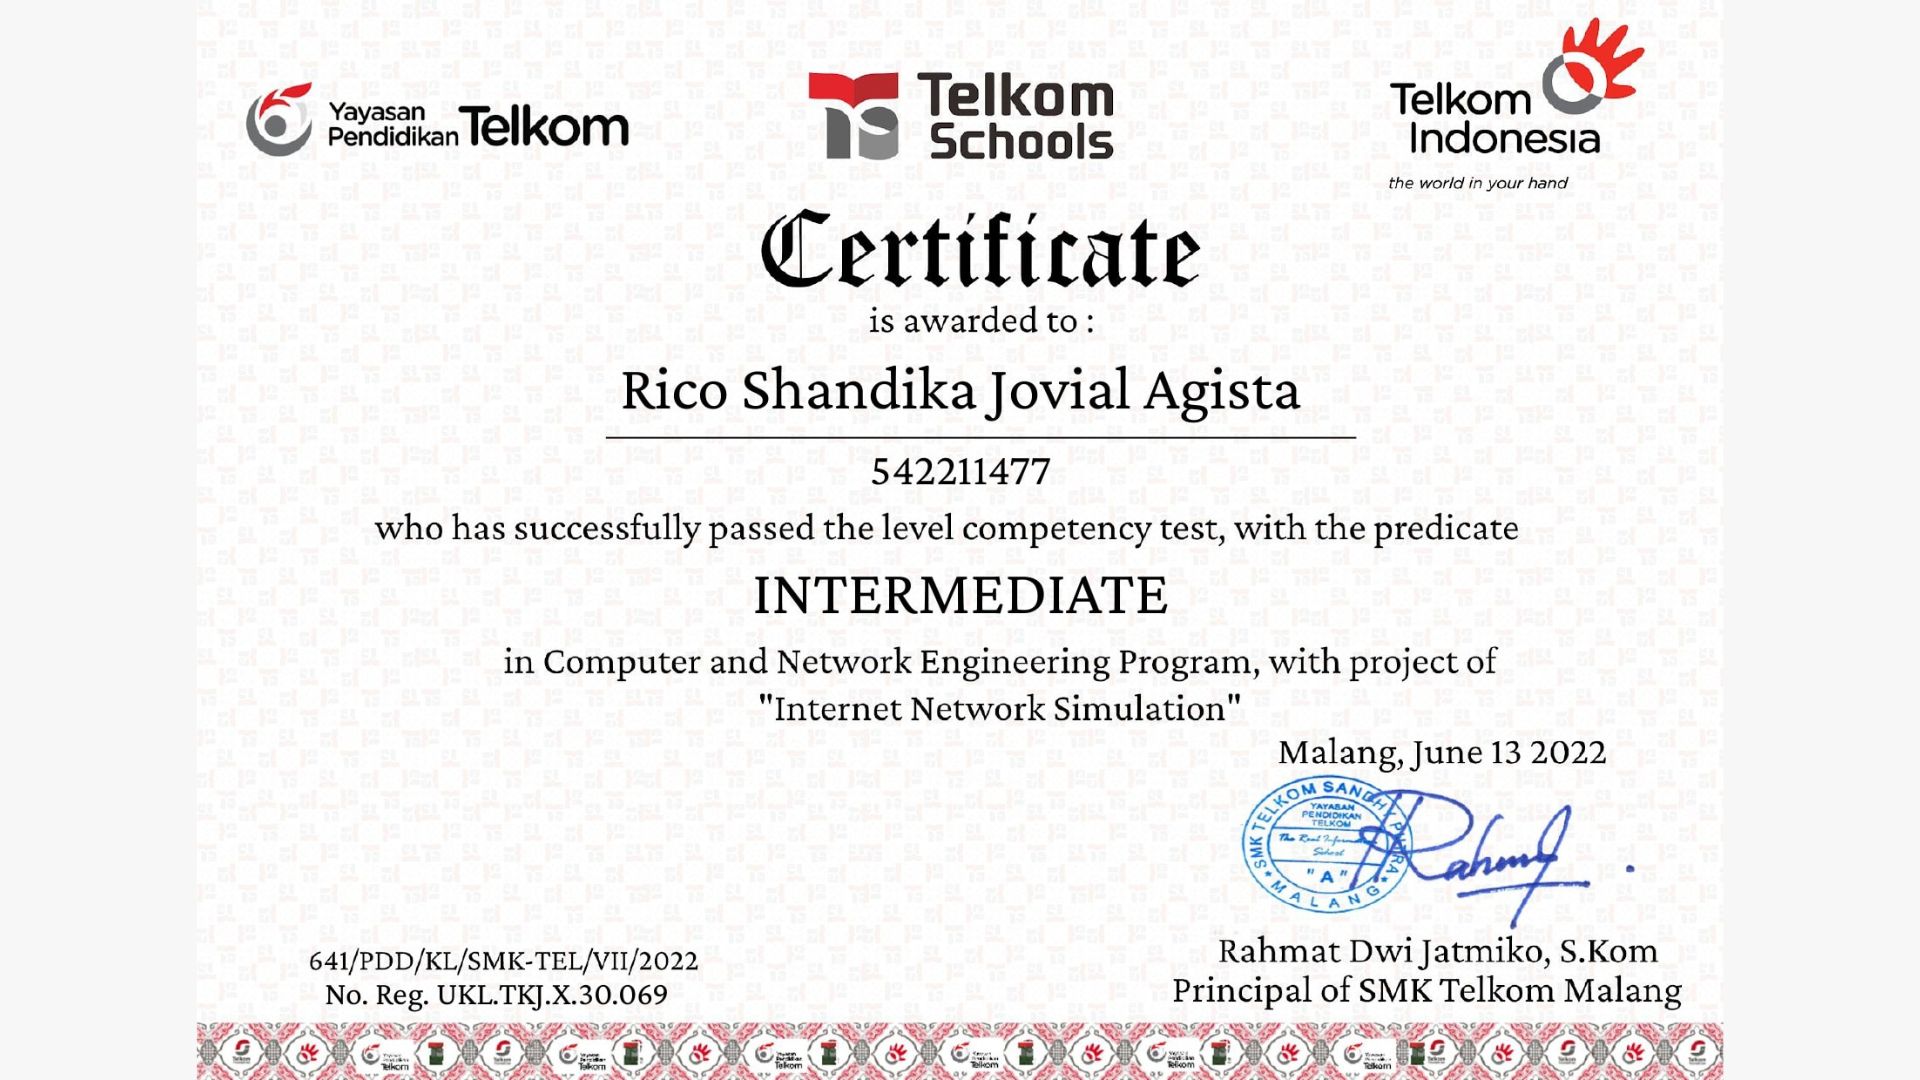 Yayasan
Pendidikan Telkom
Telkom
Schools
Telkom
Indonesia
the world in your hand
Certificate
is awarded to :
Rico Shandika Jovial Agista
542211477
who has successfully passed the level competency test, with the predicate
INTERMEDIATE
in Computer and Network Engineering Program, with project of
"Internet Network Simulation"
Malang, June 13 2022
SMK TELKOM SANDHY PUTRA
YAYASAN
PENDIDIKAN
TELKOM
The Real Informatics
School
"A"
MALANG
Rahmat Dwi Jatmiko, S.Kom
Principal of SMK Telkom Malang
641/PDD/KL/SMK-TEL/VII/2022
No. Reg. UKL.TKJ.X.30.069